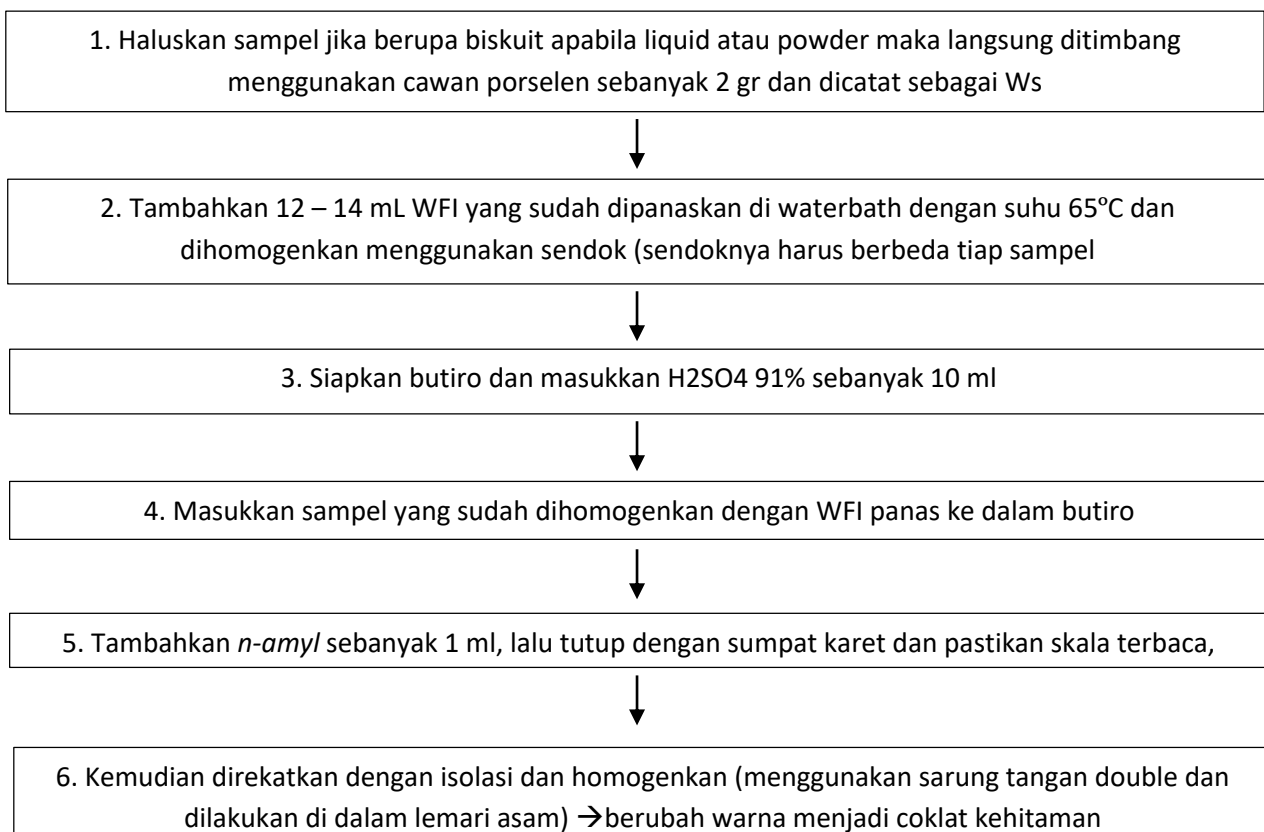 1. Haluskan sampel jika berupa biskuit apabila liquid atau powder maka langsung ditimbang
menggunakan cawan porselen sebanyak 2 gr dan dicatat sebagai Ws
2. Tambahkan 12 – 14 mL WFI yang sudah dipanaskan di waterbath dengan suhu 65°C dan
dihomogenkan menggunakan sendok (sendoknya harus berbeda tiap sampel
3. Siapkan butiro dan masukkan H2SO4 91% sebanyak 10 ml
4. Masukkan sampel yang sudah dihomogenkan dengan WFI panas ke dalam butiro
5. Tambahkan n-amyl sebanyak 1 ml, lalu tutup dengan sumpat karet dan pastikan skala terbaca,
6. Kemudian direkatkan dengan isolasi dan homogenkan (menggunakan sarung tangan double dan
dilakukan di dalam lemari asam) →berubah warna menjadi coklat kehitaman